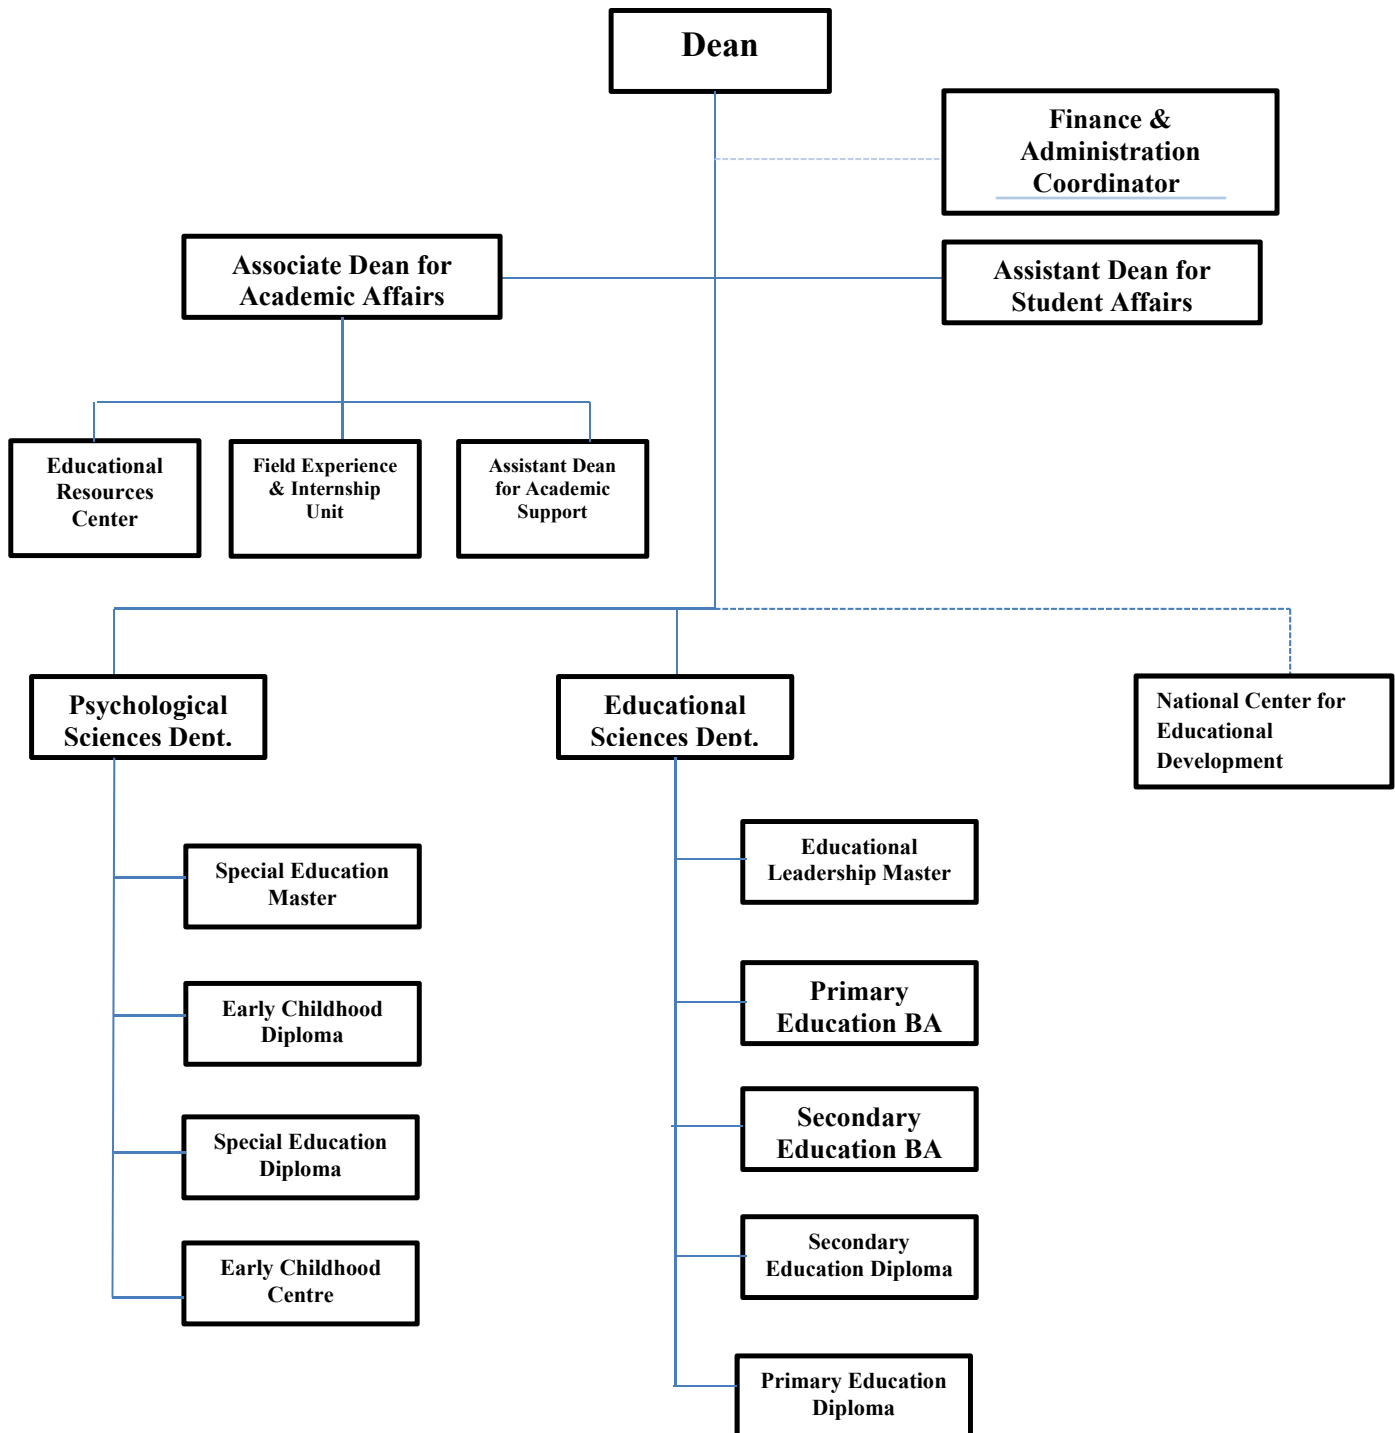 Dean
Finance &
Administration
Coordinator
Associate Dean for
Academic Affairs
Assistant Dean for
Student Affairs
Educational
Resources
Center
Field Experience
& Internship
Unit
Assistant Dean
for Academic
Support
Psychological
Sciences Dept.
Educational
Sciences Dept.
National Center for
Educational
Development
Special Education
Master
Early Childhood
Diploma
Special Education
Diploma
Early Childhood
Centre
Educational
Leadership Master
Primary
Education BA
Secondary
Education BA
Secondary
Education Diploma
Primary Education
Diploma